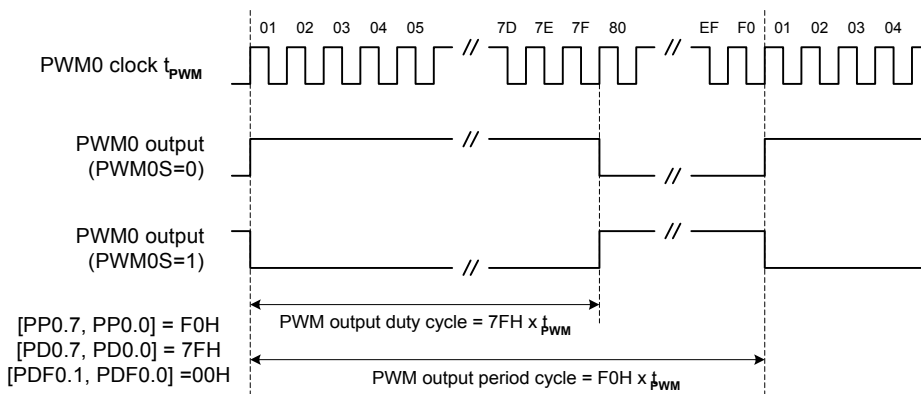 01 02 03 04 05 7D 7E 7F 80 EF F0 01 02 03 04
PWM0 clock tPWM
//
//
PWM0 output
(PWM0S=0)
//
//
PWM0 output
(PWM0S=1)
//
//
[PP0.7, PP0.0] = F0H
[PD0.7, PD0.0] = 7FH
[PDF0.1, PDF0.0] =00H
PWM output duty cycle = 7FH x tPWM
PWM output period cycle = F0H x tPWM